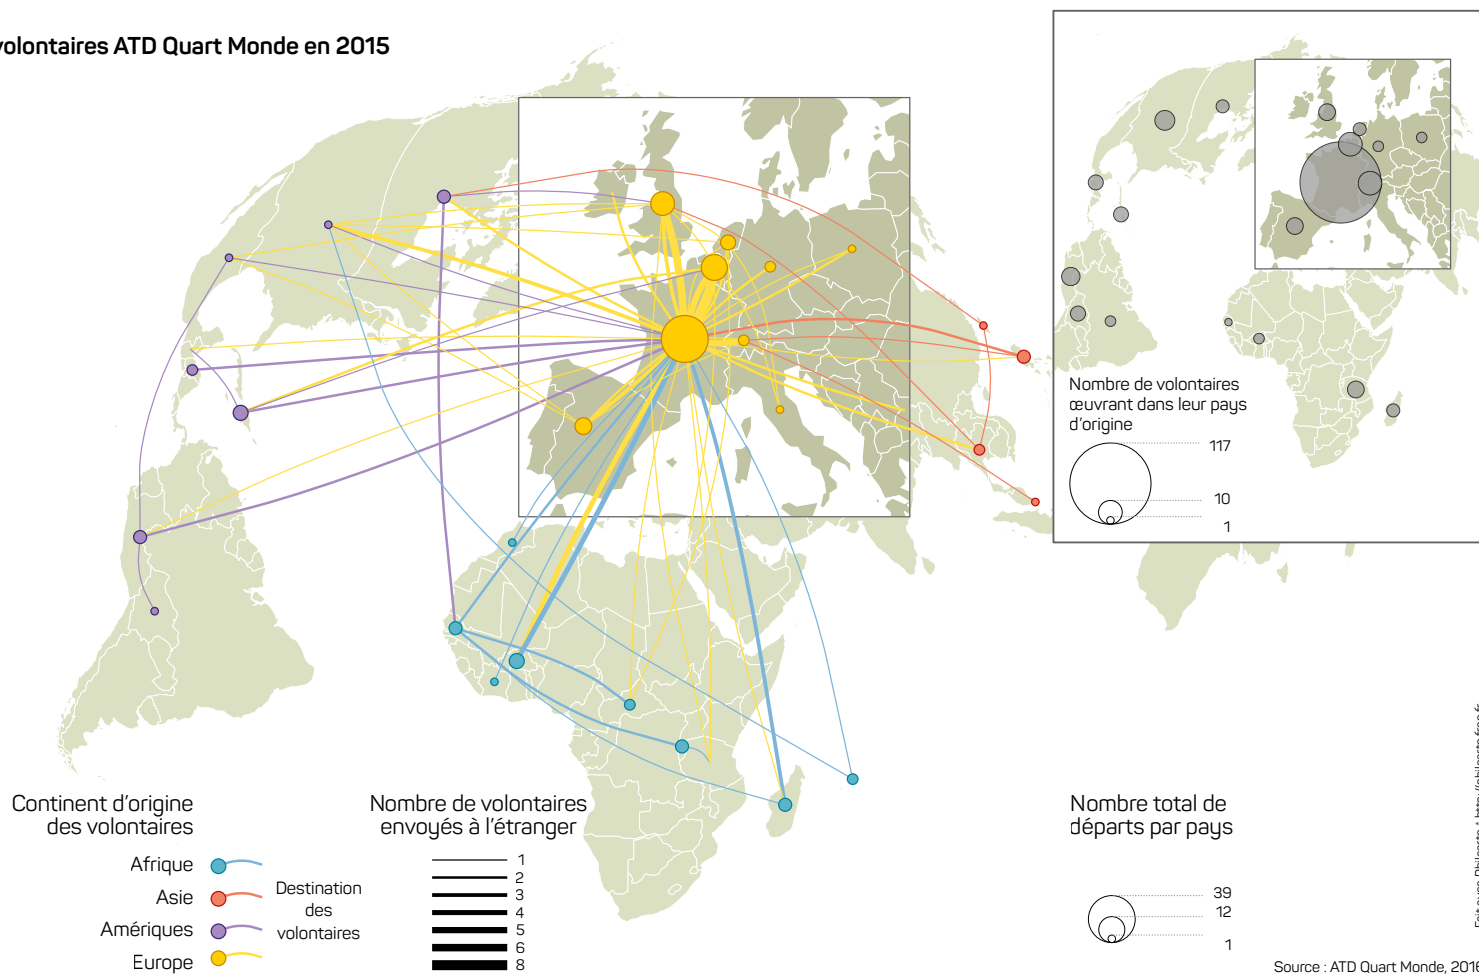 volontaires ATD Quart Monde en 2015
Nombre de volontaires
œuvrant dans leur pays
d'origine
117
10
1
Continent d'origine
des volontaires
Afrique
Asie
Amériques
Europe
Destination
des
volontaires
Nombre de volontaires
envoyés à l'étranger
1
2
3
4
5
6
8
Nombre total de
départs par pays
39
12
1
Source : ATD Quart Monde, 2016